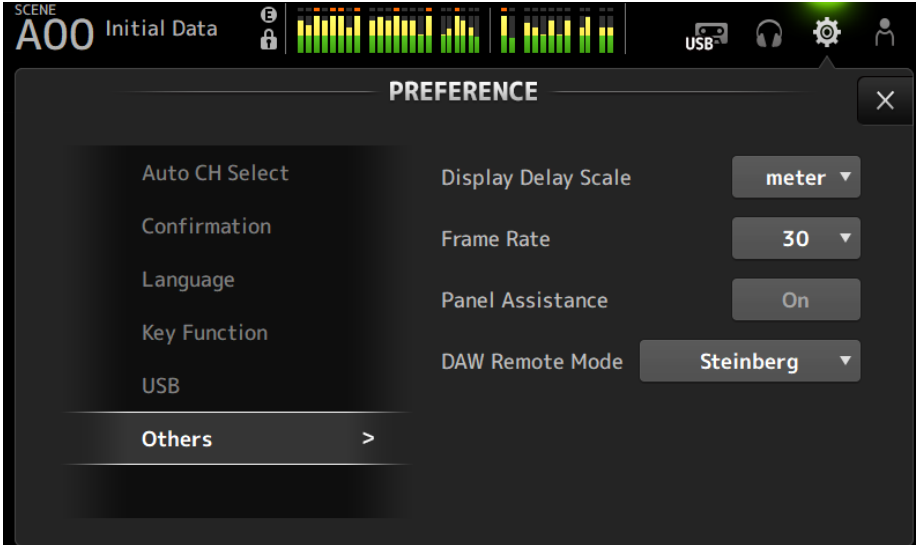 SCENE
A00 Initial Data
E
USB
PREFERENCE
Auto CH Select
Confirmation
Language
Key Function
USB
Others >
Display Delay Scale meter
Frame Rate 30
Panel Assistance On
DAW Remote Mode Steinberg